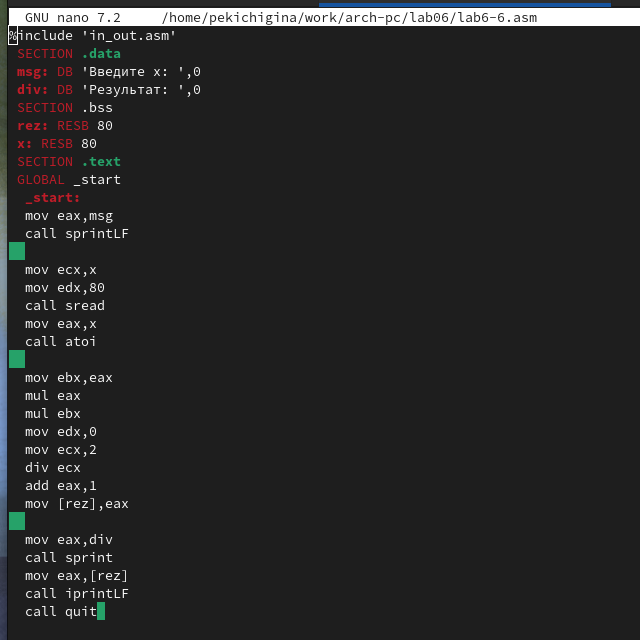 GNU nano 7.2 /home/pekichigina/work/arch-pc/lab06/lab6-6.asm
%include 'in_out.asm'
SECTION .data
msg: DB 'Введите x: ',0
div: DB 'Результат: ',0
SECTION .bss
rez: RESB 80
x: RESB 80
SECTION .text
GLOBAL _start
_start:
mov eax,msg
call sprintLF
mov ecx,x
mov edx,80
call sread
mov eax,x
call atoi
mov ebx,eax
mul eax
mul ebx
mov edx,0
mov ecx,2
div ecx
add eax,1
mov [rez],eax
mov eax,div
call sprint
mov eax,[rez]
call iprintLF
call quit